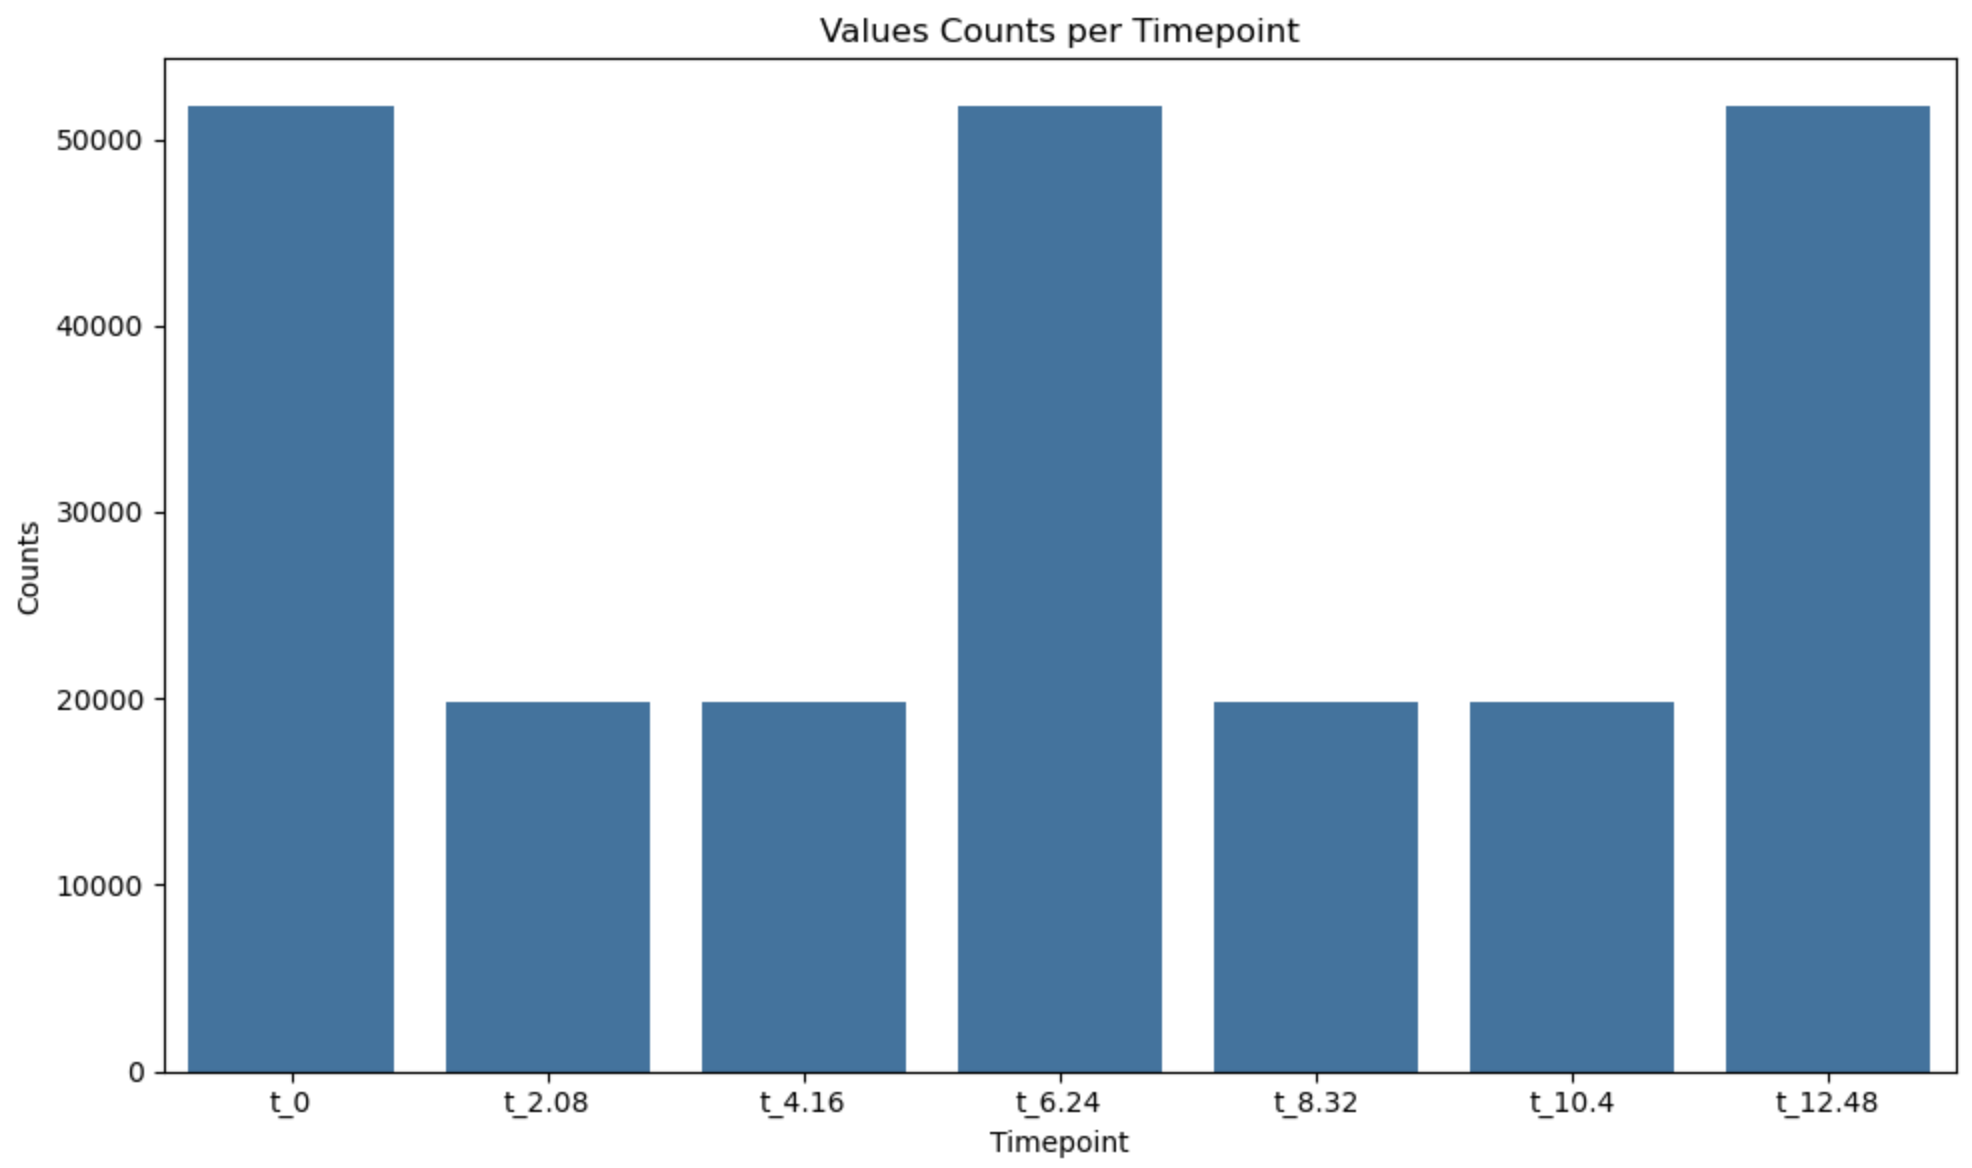 Values Counts per Timepoint
50000
40000
30000
20000
10000
0
Counts
t_0 t_2.08 t_4.16 t_6.24 t_8.32 t_10.4 t_12.48
Timepoint